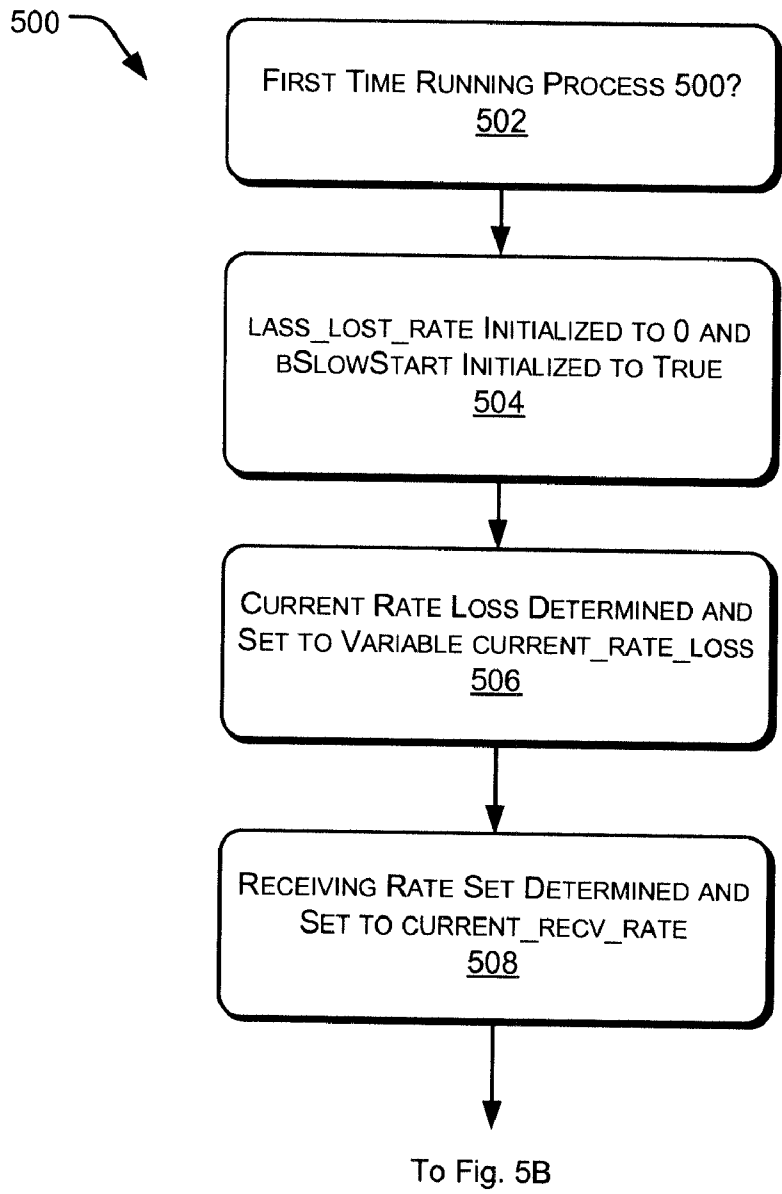 500
FIRST TIME RUNNING PROCESS 500?
502
LASS_LOST_RATE INITIALIZED TO 0 AND
BSLOWSTART INITIALIZED TO TRUE
504
CURRENT RATE LOSS DETERMINED AND
SET TO VARIABLE CURRENT_RATE_LOSS
506
RECEIVING RATE SET DETERMINED AND
SET TO CURRENT_RECV_RATE
508
To Fig. 5B